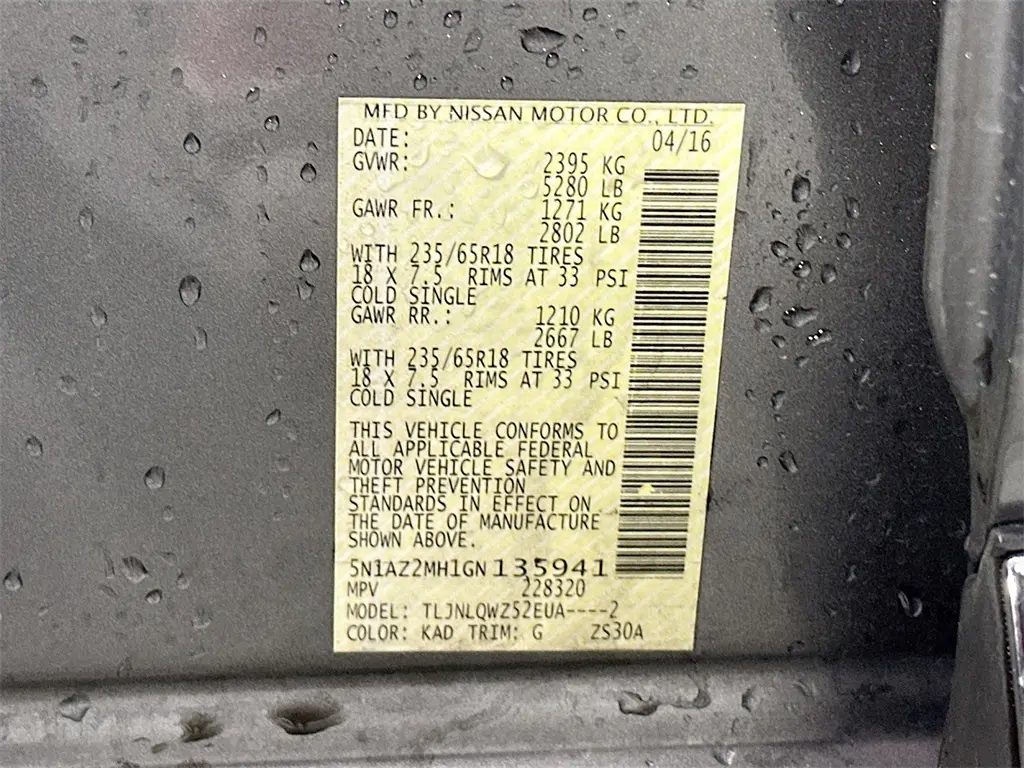 MFD BY NISSAN MOTOR CO., LTD.
DATE: 04/16
GVWR: 2395 KG
5280 LB
GAWR FR.: 1271 KG
2802 LB
WITH 235/65R18 TIRES
18 X 7.5 RIMS AT 33 PSI
COLD SINGLE
GAWR RR.: 1210 KG
2667 LB
WITH 235/65R18 TIRES
18 X 7.5 RIMS AT 33 PSI
COLD SINGLE
THIS VEHICLE CONFORMS TO
ALL APPLICABLE FEDERAL
MOTOR VEHICLE SAFETY AND
THEFT PREVENTION
STANDARDS IN EFFECT ON
THE DATE OF MANUFACTURE
SHOWN ABOVE.
5N1AZ2MH1GN135941
MPV 228320
MODEL: TLJNLQWZ52EUA----2
COLOR: KAD TRIM: G ZS30A